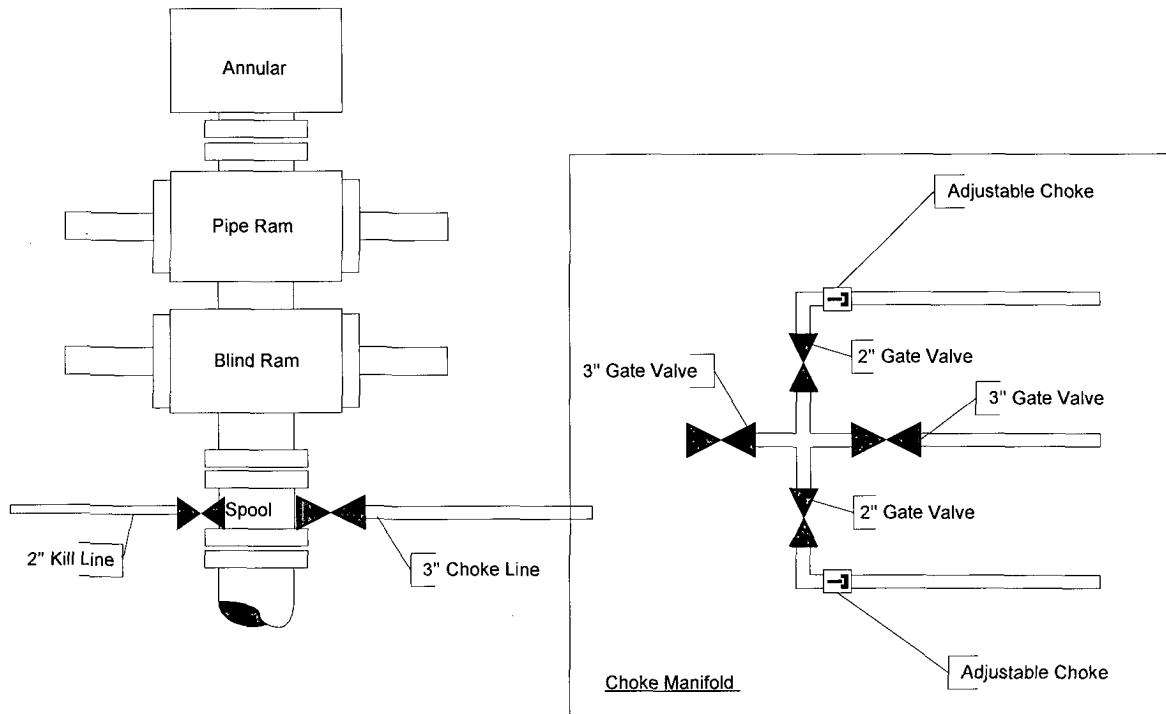 Annular
Pipe Ram
Blind Ram
Spool
2" Kill Line
3" Choke Line
Adjustable Choke
2" Gate Valve
3" Gate Valve
3" Gate Valve
2" Gate Valve
Adjustable Choke
Choke Manifold